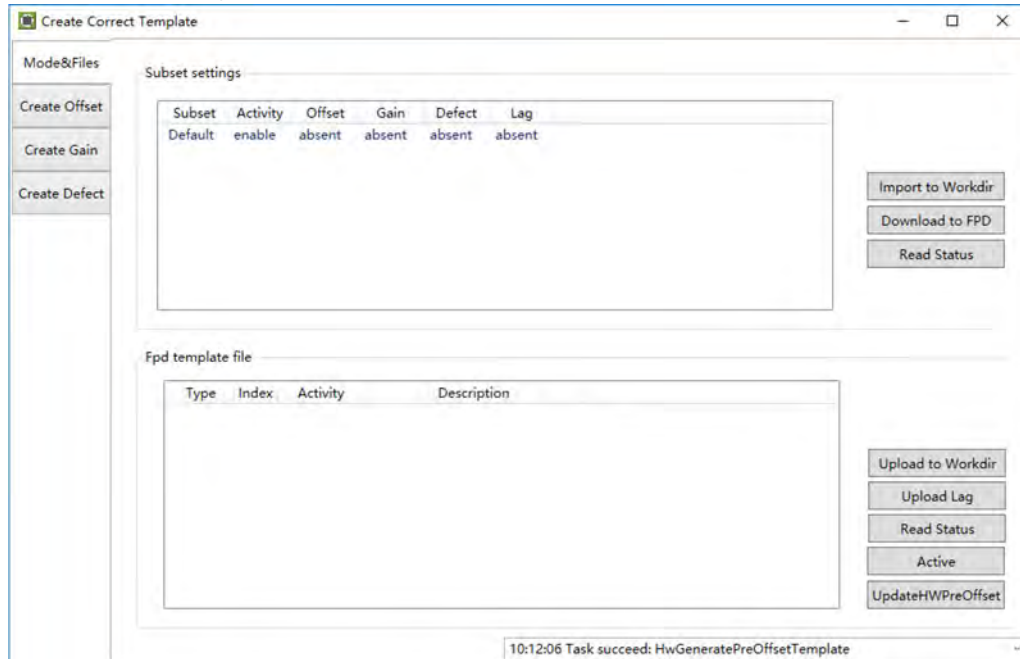 Create Correct Template
Mode&Files
Create Offset
Create Gain
Create Defect
Subset settings
Subset Activity Offset Gain Defect Lag
Default enable absent absent absent absent
Import to Workdir
Download to FPD
Read Status
Fpd template file
Type Index Activity Description
Upload to Workdir
Upload Lag
Read Status
Active
UpdateHWPreOffset
10:12:06 Task succeed: HwGeneratePreOffsetTemplate